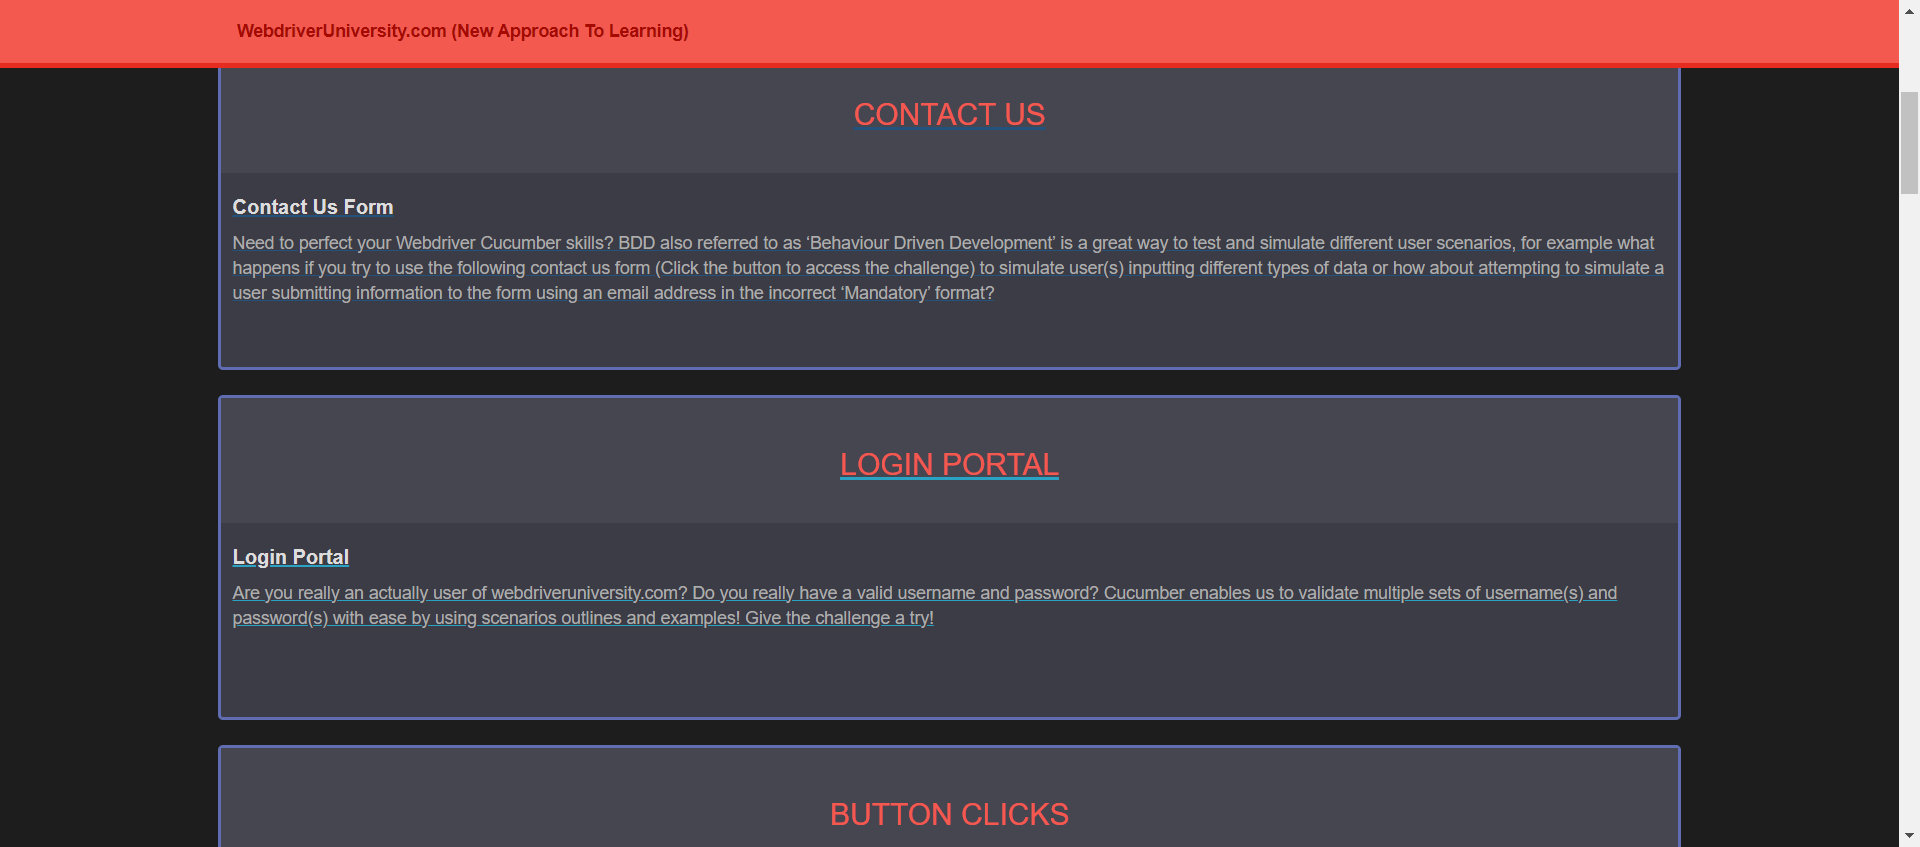 WebdriverUniversity.com (New Approach To Learning)
CONTACT US
Contact Us Form
Need to perfect your Webdriver Cucumber skills? BDD also referred to as ‘Behaviour Driven Development’ is a great way to test and simulate different user scenarios, for example what
happens if you try to use the following contact us form (Click the button to access the challenge) to simulate user(s) inputting different types of data or how about attempting to simulate a
user submitting information to the form using an email address in the incorrect ‘Mandatory’ format?
LOGIN PORTAL
Login Portal
Are you really an actually user of webdriveruniversity.com? Do you really have a valid username and password? Cucumber enables us to validate multiple sets of username(s) and
password(s) with ease by using scenarios outlines and examples! Give the challenge a try!
BUTTON CLICKS